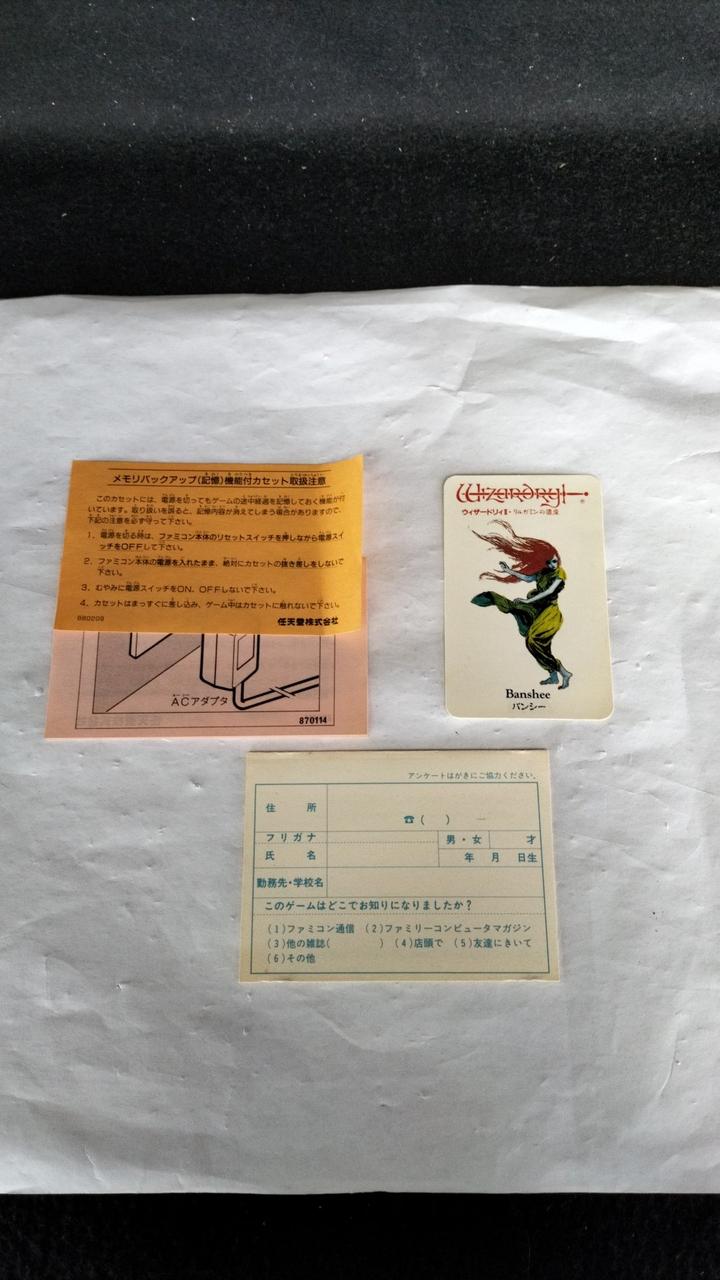 メモリバックアップ(記憶)機能付カセット取扱注意
このカセットには、電源を切ってもゲームの途中経過を記憶しておく機能が付
いています。取り扱いを誤ると、記憶内容が消えてしまう場合がありますので、
下記の注意を必ず守って下さい。
1. 電源を切る時は、ファミコン本体のリセットスイッチを押しながら電源スイ
ッチをOFFして下さい。
2. ファミコン本体の電源を入れたまま、絶対にカセットの抜き差しをしないで
下さい。
3. むやみに電源スイッチをON、OFFしないで下さい。
4. カセットはまっすぐに差し込み、ゲーム中はカセットに触れないで下さい。
880209
任天堂株式会社
ACアダプタ
870114
Wizardry
ウィザードリィⅡ・リルガミンの遺産
Banshee
バンシー
アンケートはがきにご協力ください。
住所
☎( ) ―
フリガナ
男・女 才
氏名
年 月 日生
勤務先・学校名
このゲームはどこでお知りになりましたか?
(1)ファミコン通信 (2)ファミリーコンピュータマガジン
(3)他の雑誌( ) (4)店頭で (5)友達にきいて
(6)その他